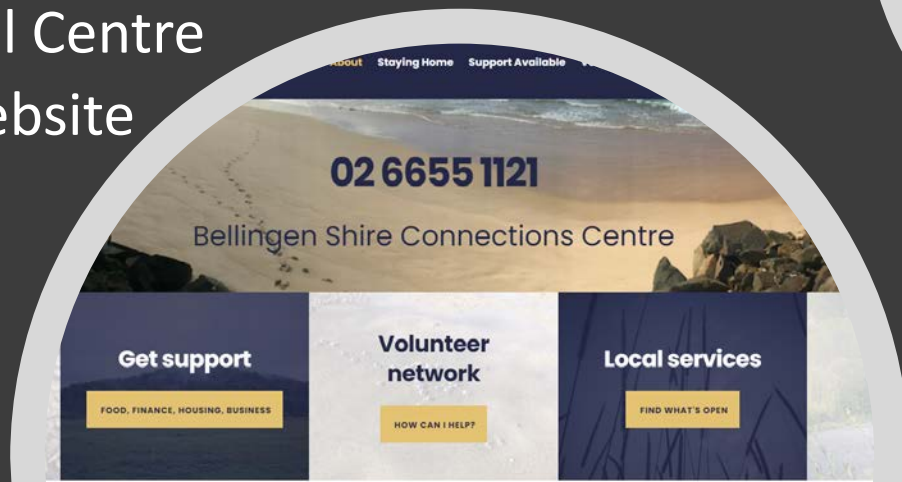 Centre
About Staying Home Support Available
02 6655 1121
Bellingen Shire Connections Centre
Get support
FOOD, FINANCE, HOUSING, BUSINESS
Volunteer
network
HOW CAN I HELP?
Local services
FIND WHAT'S OPEN